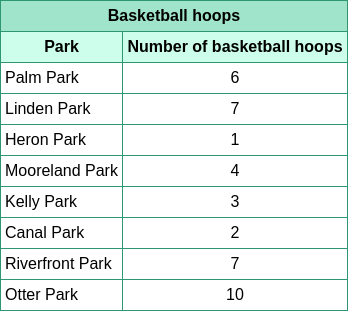 Basketball hoops
Park Number of basketball hoops
Palm Park 6
Linden Park 7
Heron Park 1
Mooreland Park 4
Kelly Park 3
Canal Park 2
Riverfront Park 7
Otter Park 10